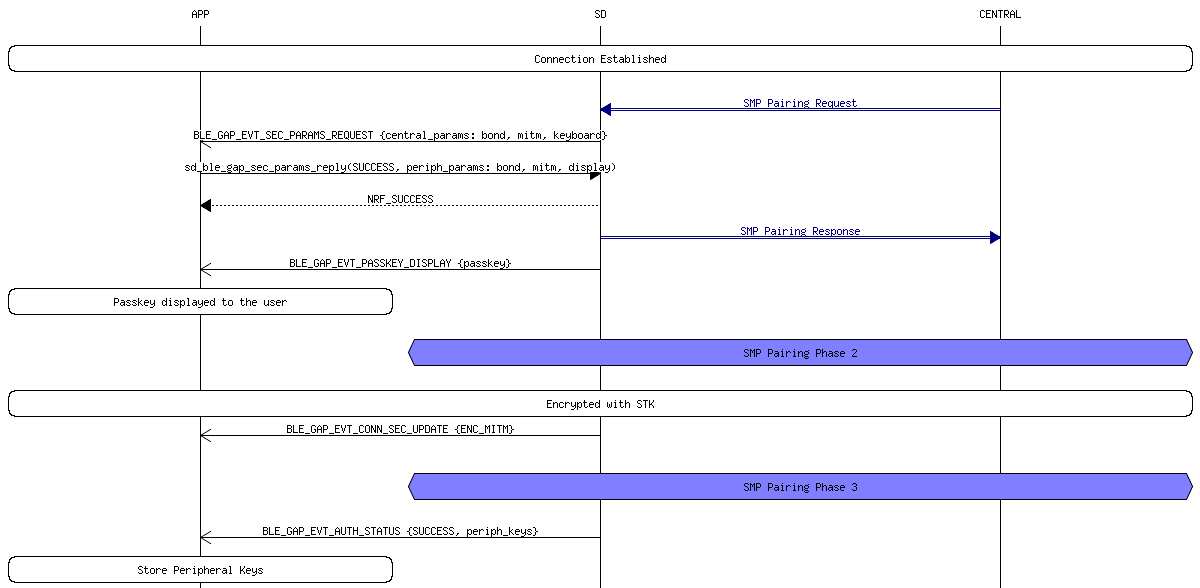 APP SD CENTRAL
Connection Established
SMP Pairing Request
BLE_GAP_EVT_SEC_PARAMS_REQUEST {central_params: bond, mitm, keyboard}
sd_ble_gap_sec_params_reply(SUCCESS, periph_params: bond, mitm, display)
NRF_SUCCESS
SMP Pairing Response
BLE_GAP_EVT_PASSKEY_DISPLAY {passkey}
Passkey displayed to the user
SMP Pairing Phase 2
Encrypted with STK
BLE_GAP_EVT_CONN_SEC_UPDATE {ENC_MITM}
SMP Pairing Phase 3
BLE_GAP_EVT_AUTH_STATUS {SUCCESS, periph_keys}
Store Peripheral Keys